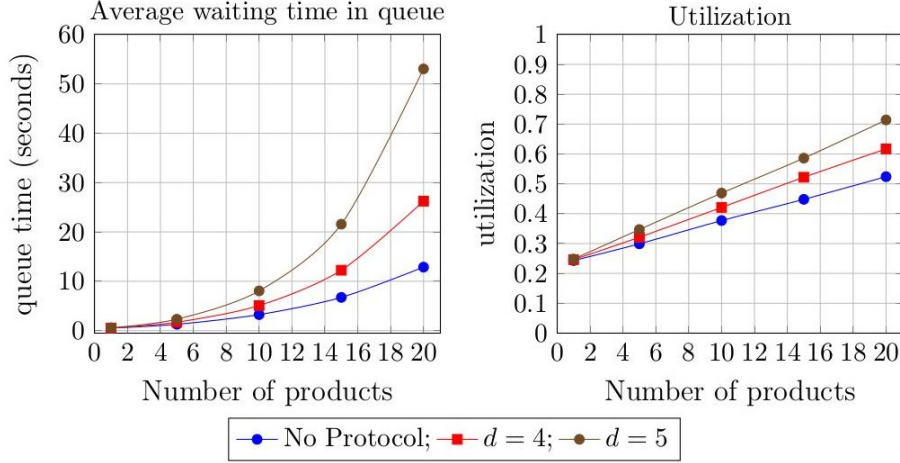 Average waiting time in queue
60
50
40
30
20
10
0
queue time (seconds)
0 2 4 6 8 10 12 14 16 18 20
Number of products
Utilization
1
0.9
0.8
0.7
0.6
0.5
0.4
0.3
0.2
0.1
0
utilization
0 2 4 6 8 10 12 14 16 18 20
Number of products
No Protocol; d = 4; d = 5